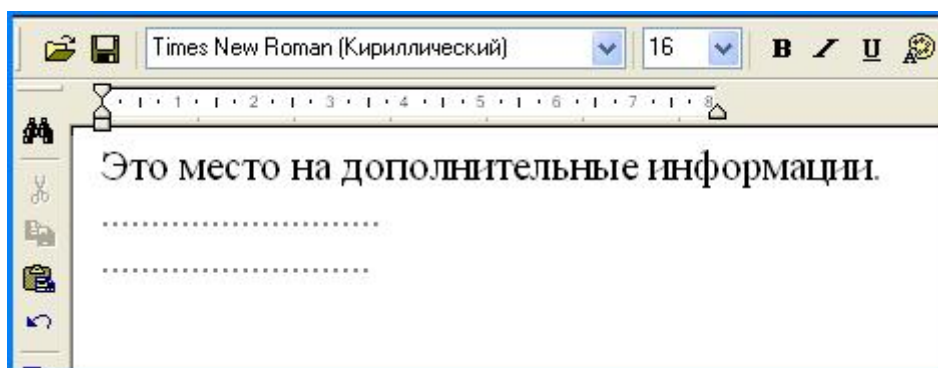 Times New Roman (Кириллический) 16 B I U A
1 2 3 4 5 6 7 8
Это место на дополнительные информации.
............................
...........................